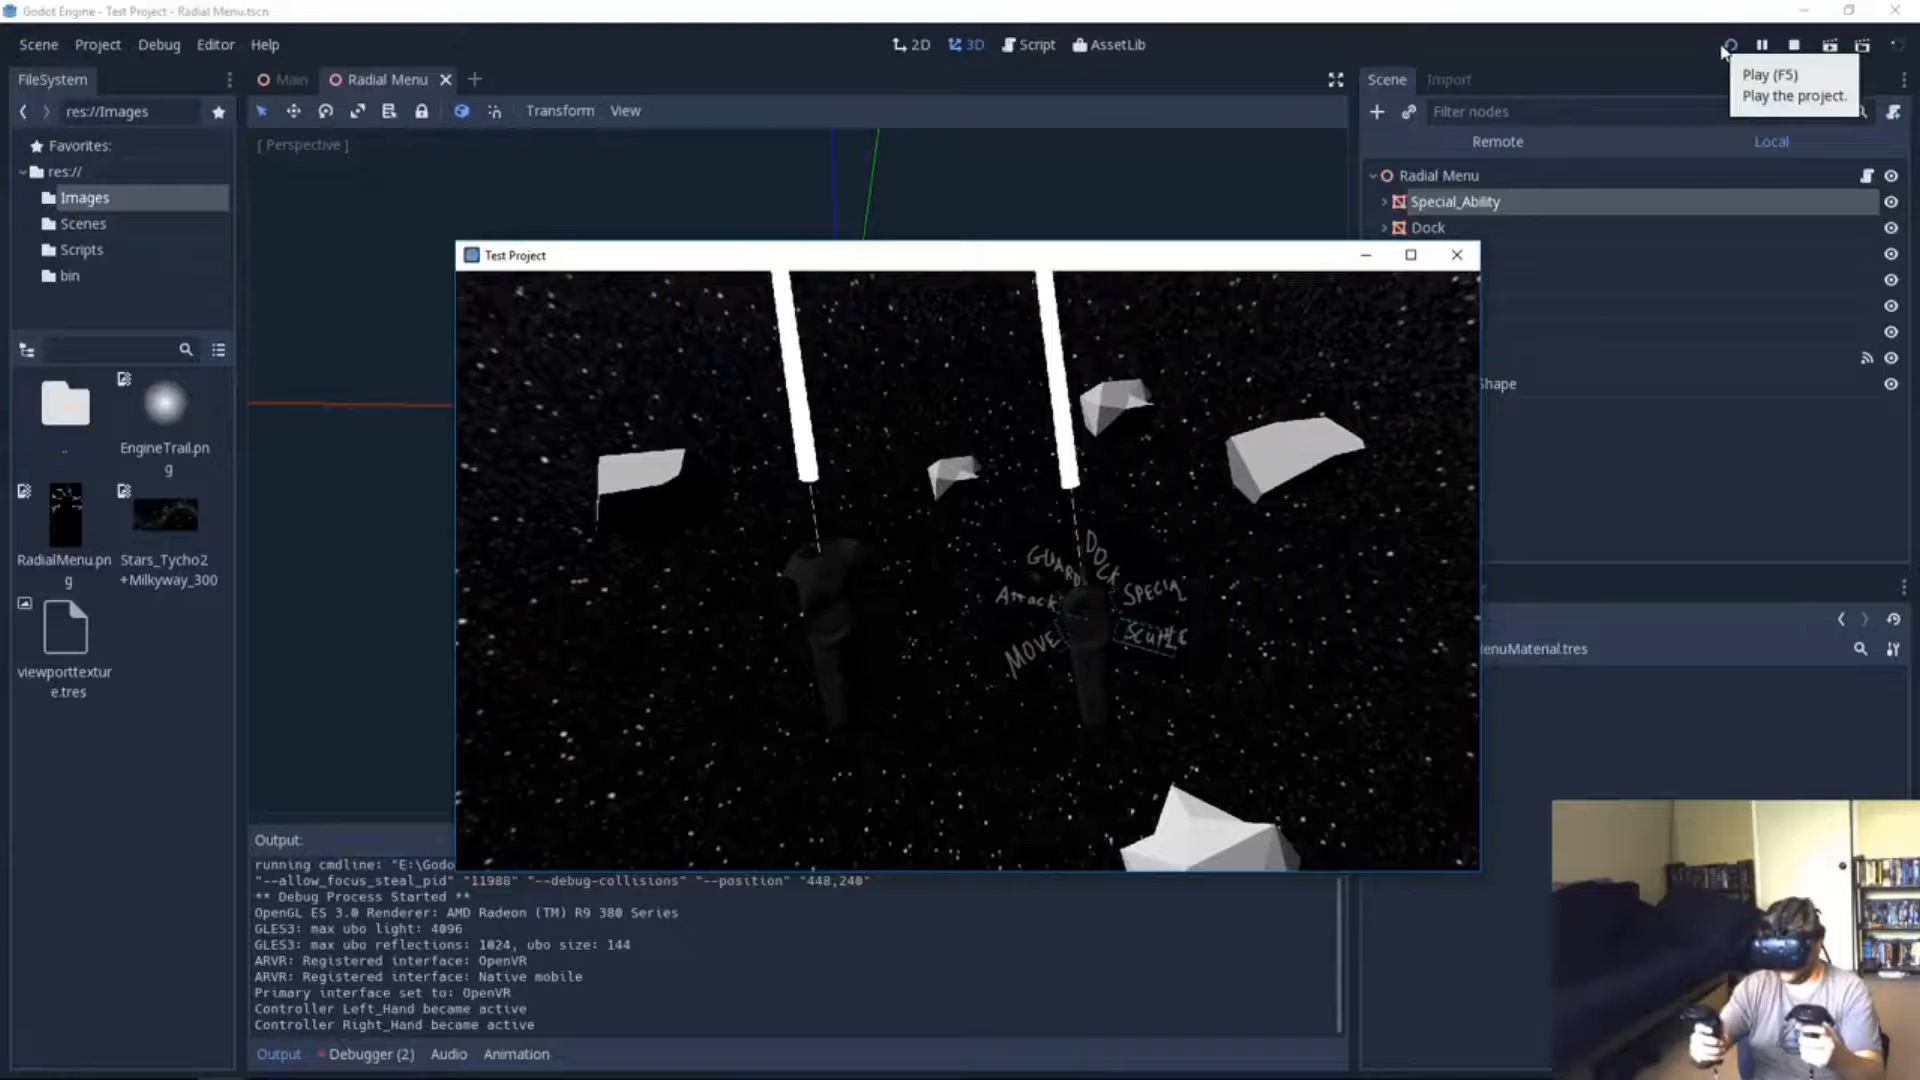 Godot Engine - Test Project - Radial Menu.tscn
Scene Project Debug Editor Help
2D 3D Script AssetLib
Play (F5)
Play the project.
FileSystem
Main Radial Menu
Scene Import
res://Images
Transform View
Filter nodes
[ Perspective ]
Remote Local
Favorites:
res://
Images
Scenes
Scripts
bin
Radial Menu
Special_Ability
Dock
Shape
Test Project
DOCK
GUARD
SPECIAL
Attack
SCUTTLE
MOVE
..
EngineTrail.pn
g
RadialMenu.pn
g
Stars_Tycho2
+Milkyway_300
viewporttextur
e.tres
enuMaterial.tres
Output:
running cmdline: "E:\Godo
"--allow_focus_steal_pid" "11988" "--debug-collisions" "--position" "448,240"
** Debug Process Started **
OpenGL ES 3.0 Renderer: AMD Radeon (TM) R9 380 Series
GLES3: max ubo light: 4096
GLES3: max ubo reflections: 1024, ubo size: 144
ARVR: Registered interface: OpenVR
ARVR: Registered interface: Native mobile
Primary interface set to: OpenVR
Controller Left_Hand became active
Controller Right_Hand became active
Output Debugger (2) Audio Animation